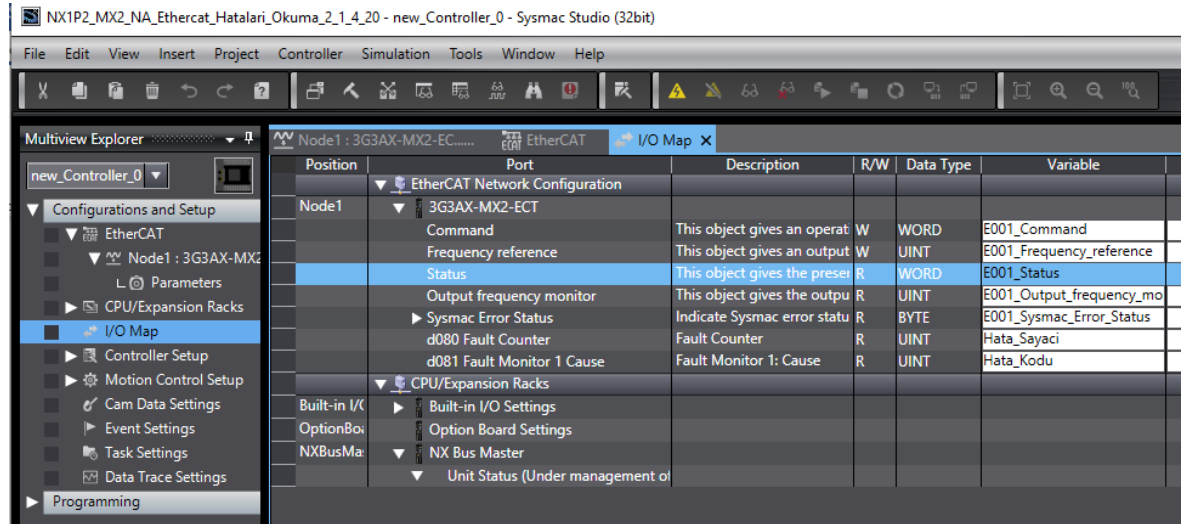 NX1P2_MX2_NA_Ethercat_Hatalari_Okuma_2_1_4_20 - new_Controller_0 - Sysmac Studio (32bit)
File Edit View Insert Project Controller Simulation Tools Window Help
Multiview Explorer
new_Controller_0
Configurations and Setup
EtherCAT
Node1 : 3G3AX-MX2
Parameters
CPU/Expansion Racks
I/O Map
Controller Setup
Motion Control Setup
Cam Data Settings
Event Settings
Task Settings
Data Trace Settings
Programming
Node1 : 3G3AX-MX2-EC...... EtherCAT I/O Map
Position Port Description R/W Data Type Variable
EtherCAT Network Configuration
Node1 3G3AX-MX2-ECT
Command This object gives an operati W WORD E001_Command
Frequency reference This object gives an output W UINT E001_Frequency_reference
Status This object gives the preser R WORD E001_Status
Output frequency monitor This object gives the outpu R UINT E001_Output_frequency_mo
Sysmac Error Status Indicate Sysmac error statu R BYTE E001_Sysmac_Error_Status
d080 Fault Counter Fault Counter R UINT Hata_Sayaci
d081 Fault Monitor 1 Cause Fault Monitor 1: Cause R UINT Hata_Kodu
CPU/Expansion Racks
Built-in I/( Built-in I/O Settings
OptionBoa Option Board Settings
NXBusMa: NX Bus Master
Unit Status (Under management of